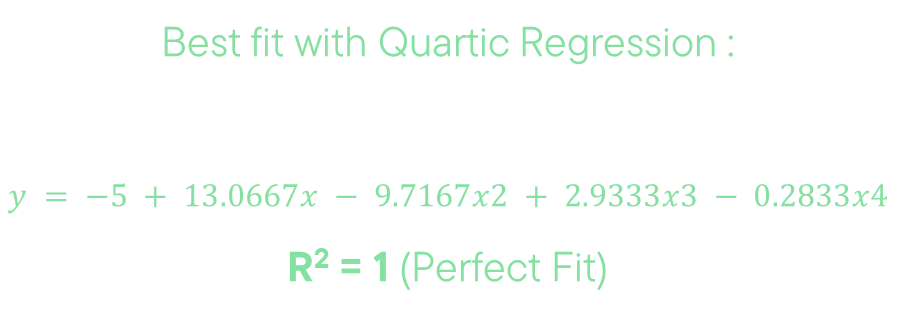 Best fit with Quartic Regression :
y = −5 + 13.0667x − 9.7167x2 + 2.9333x3 − 0.2833x4
R² = 1 (Perfect Fit)